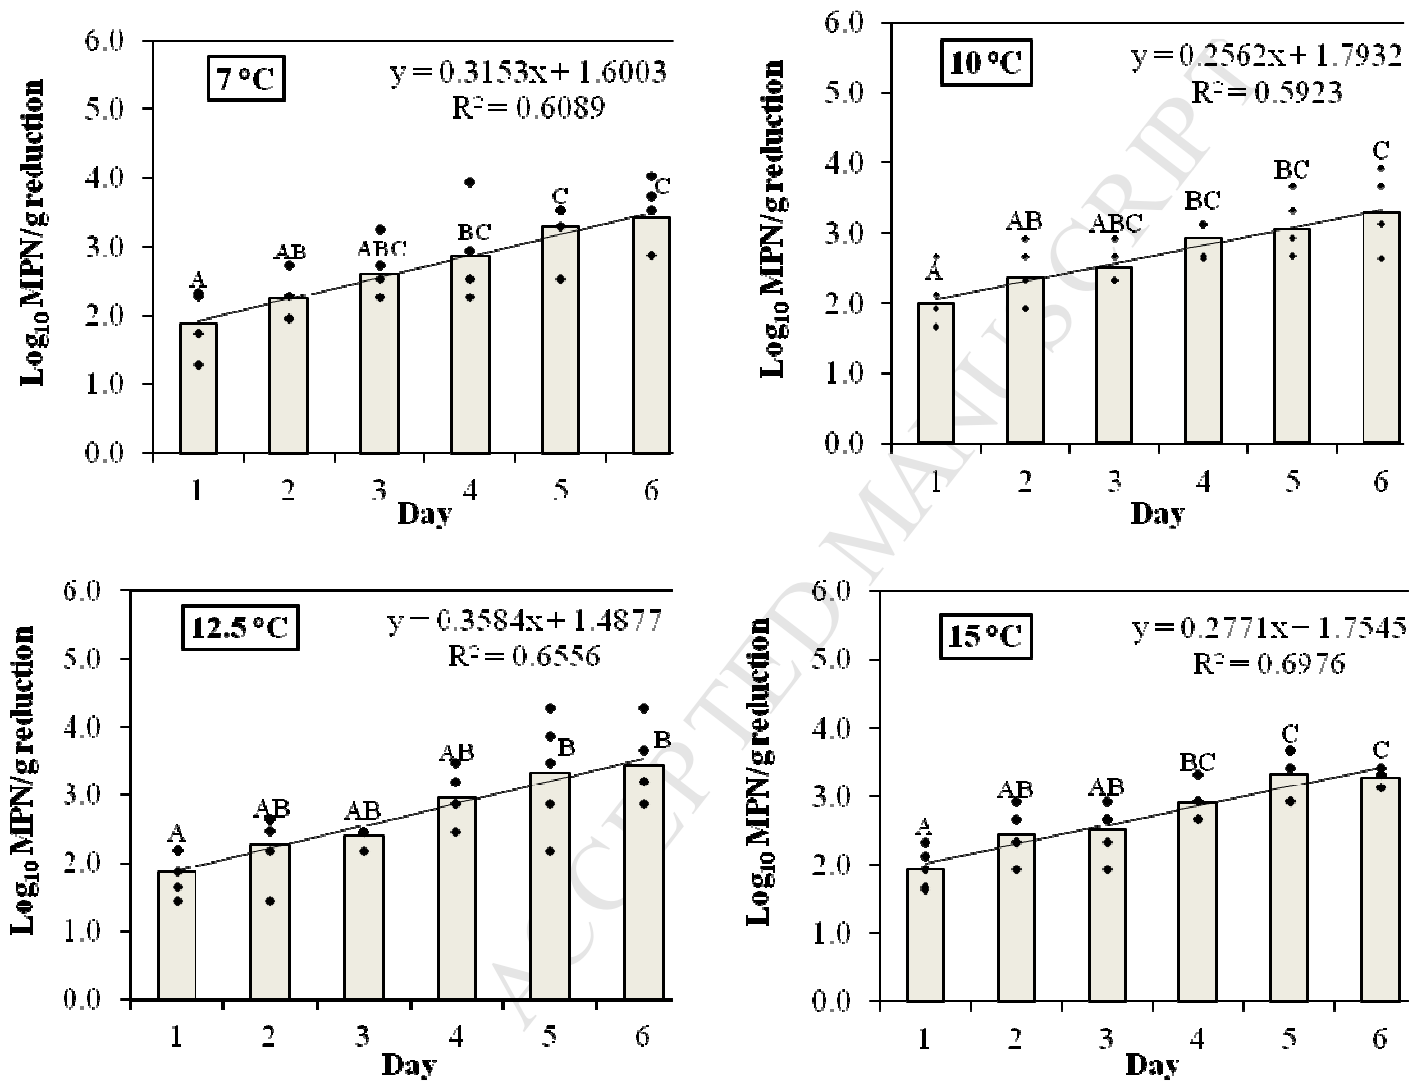 6.0
5.0
4.0
3.0
2.0
1.0
0.0
Log10 MPN/g reduction
7 °C
y = 0.3153x + 1.6003
R² = 0.6089
A
AB
ABC
BC
C
C
1 2 3 4 5 6
Day
6.0
5.0
4.0
3.0
2.0
1.0
0.0
Log10 MPN/g reduction
10 °C
y = 0.2562x + 1.7932
R² = 0.5923
A
AB
ABC
BC
BC
C
1 2 3 4 5 6
Day
6.0
5.0
4.0
3.0
2.0
1.0
0.0
Log10 MPN/g reduction
12.5 °C
y = 0.3584x + 1.4877
R² = 0.6556
A
AB
AB
AB
B
B
1 2 3 4 5 6
Day
6.0
5.0
4.0
3.0
2.0
1.0
0.0
Log10 MPN/g reduction
15 °C
y = 0.2771x − 1.7545
R² = 0.6976
A
AB
AB
BC
C
C
1 2 3 4 5 6
Day
ACCEPTED MANUSCRIPT